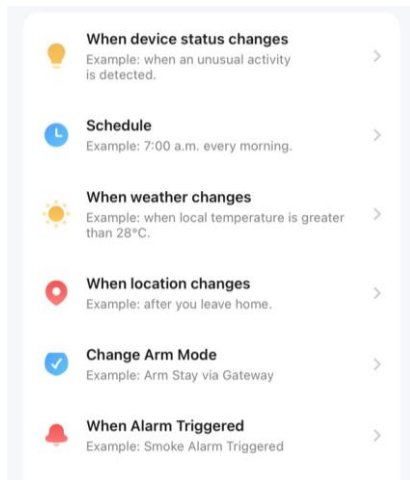 When device status changes
Example: when an unusual activity
is detected.
Schedule
Example: 7:00 a.m. every morning.
When weather changes
Example: when local temperature is greater
than 28°C.
When location changes
Example: after you leave home.
Change Arm Mode
Example: Arm Stay via Gateway
When Alarm Triggered
Example: Smoke Alarm Triggered